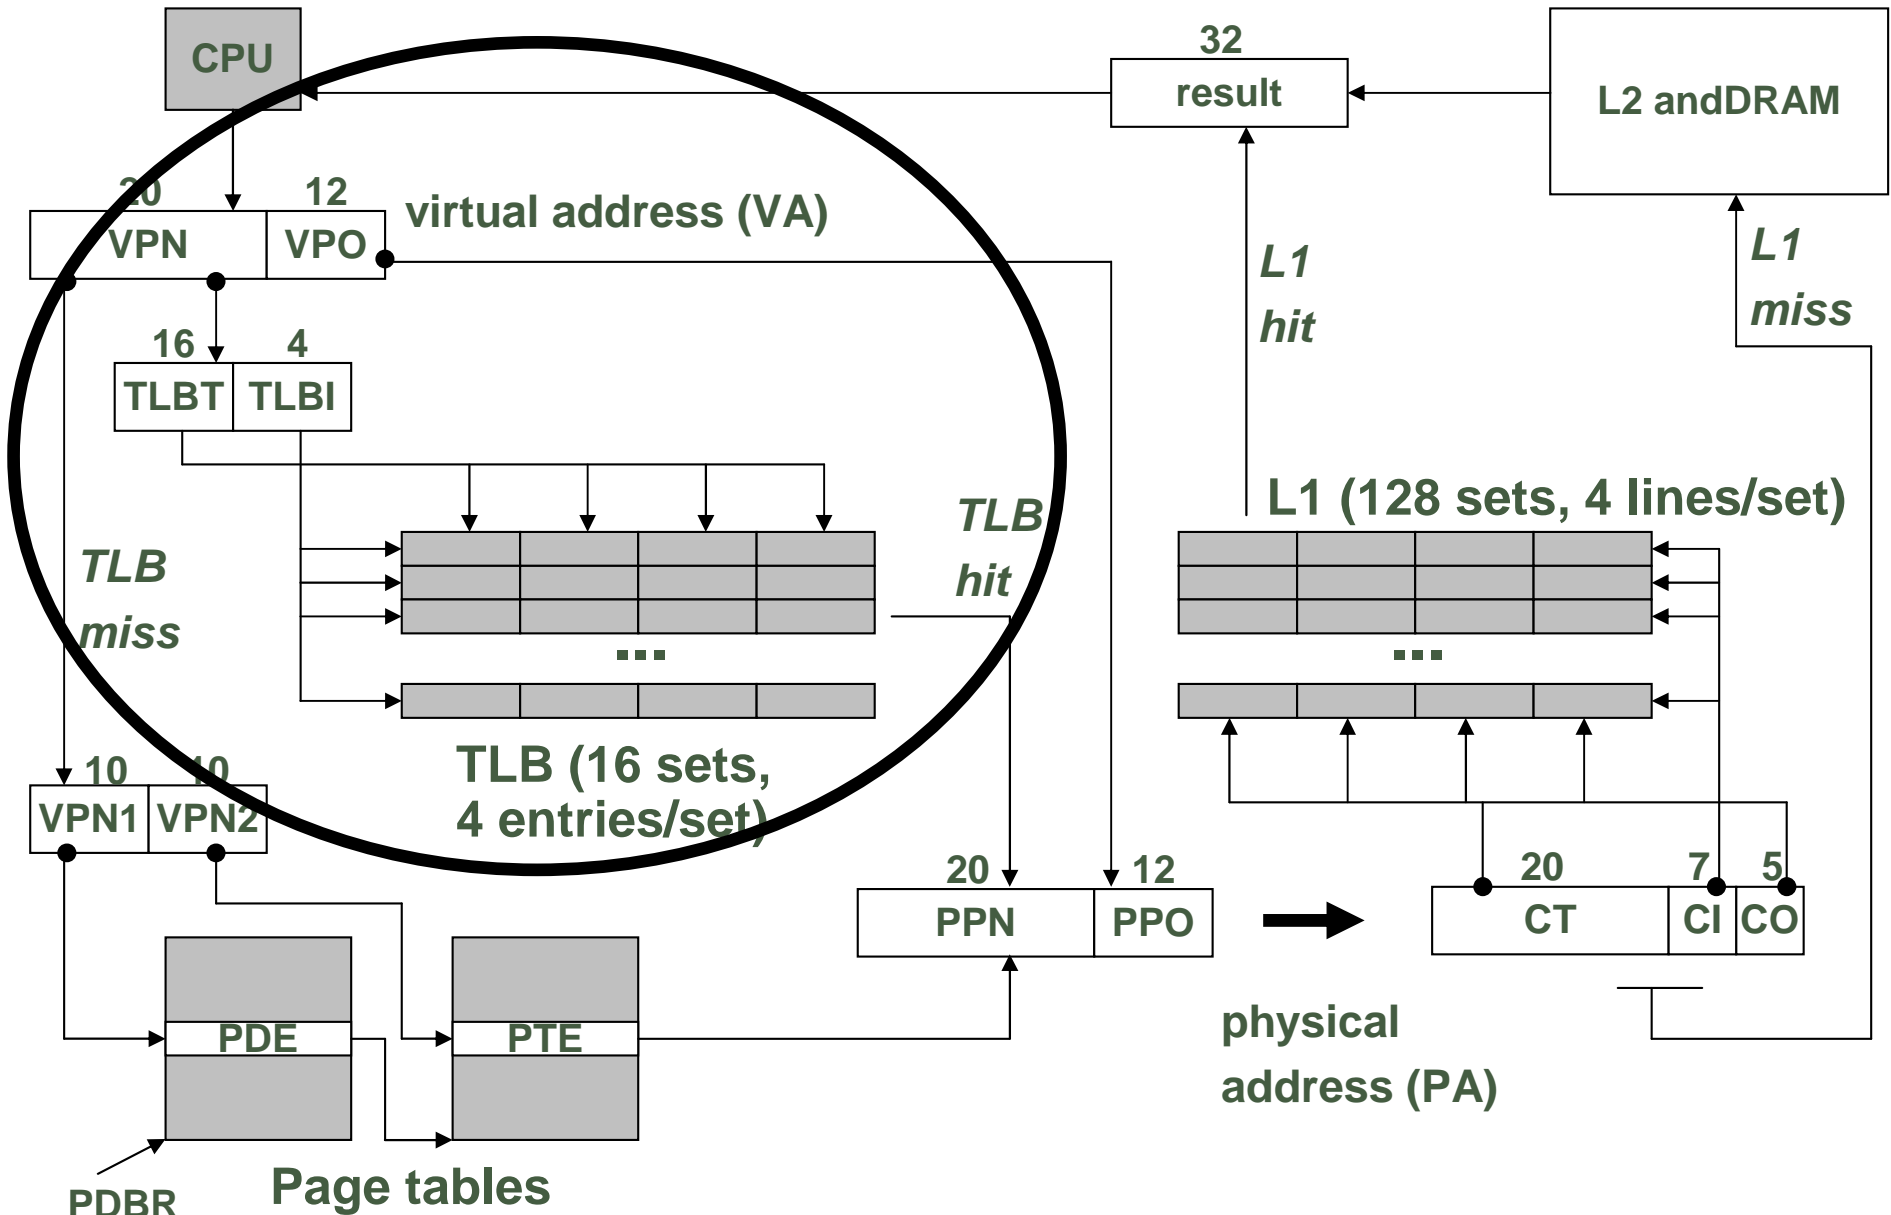 CPU
32
result
L2 andDRAM
20
12
VPN
VPO
virtual address (VA)
L1
hit
L1
miss
16
4
TLBT
TLBI
TLB
hit
L1 (128 sets, 4 lines/set)
TLB
miss
...
...
TLB (16 sets,
4 entries/set)
10
10
VPN1
VPN2
20
12
PPN
PPO
20
7
5
CT
CI
CO
PDE
PTE
physical
address (PA)
Page tables
PDBR